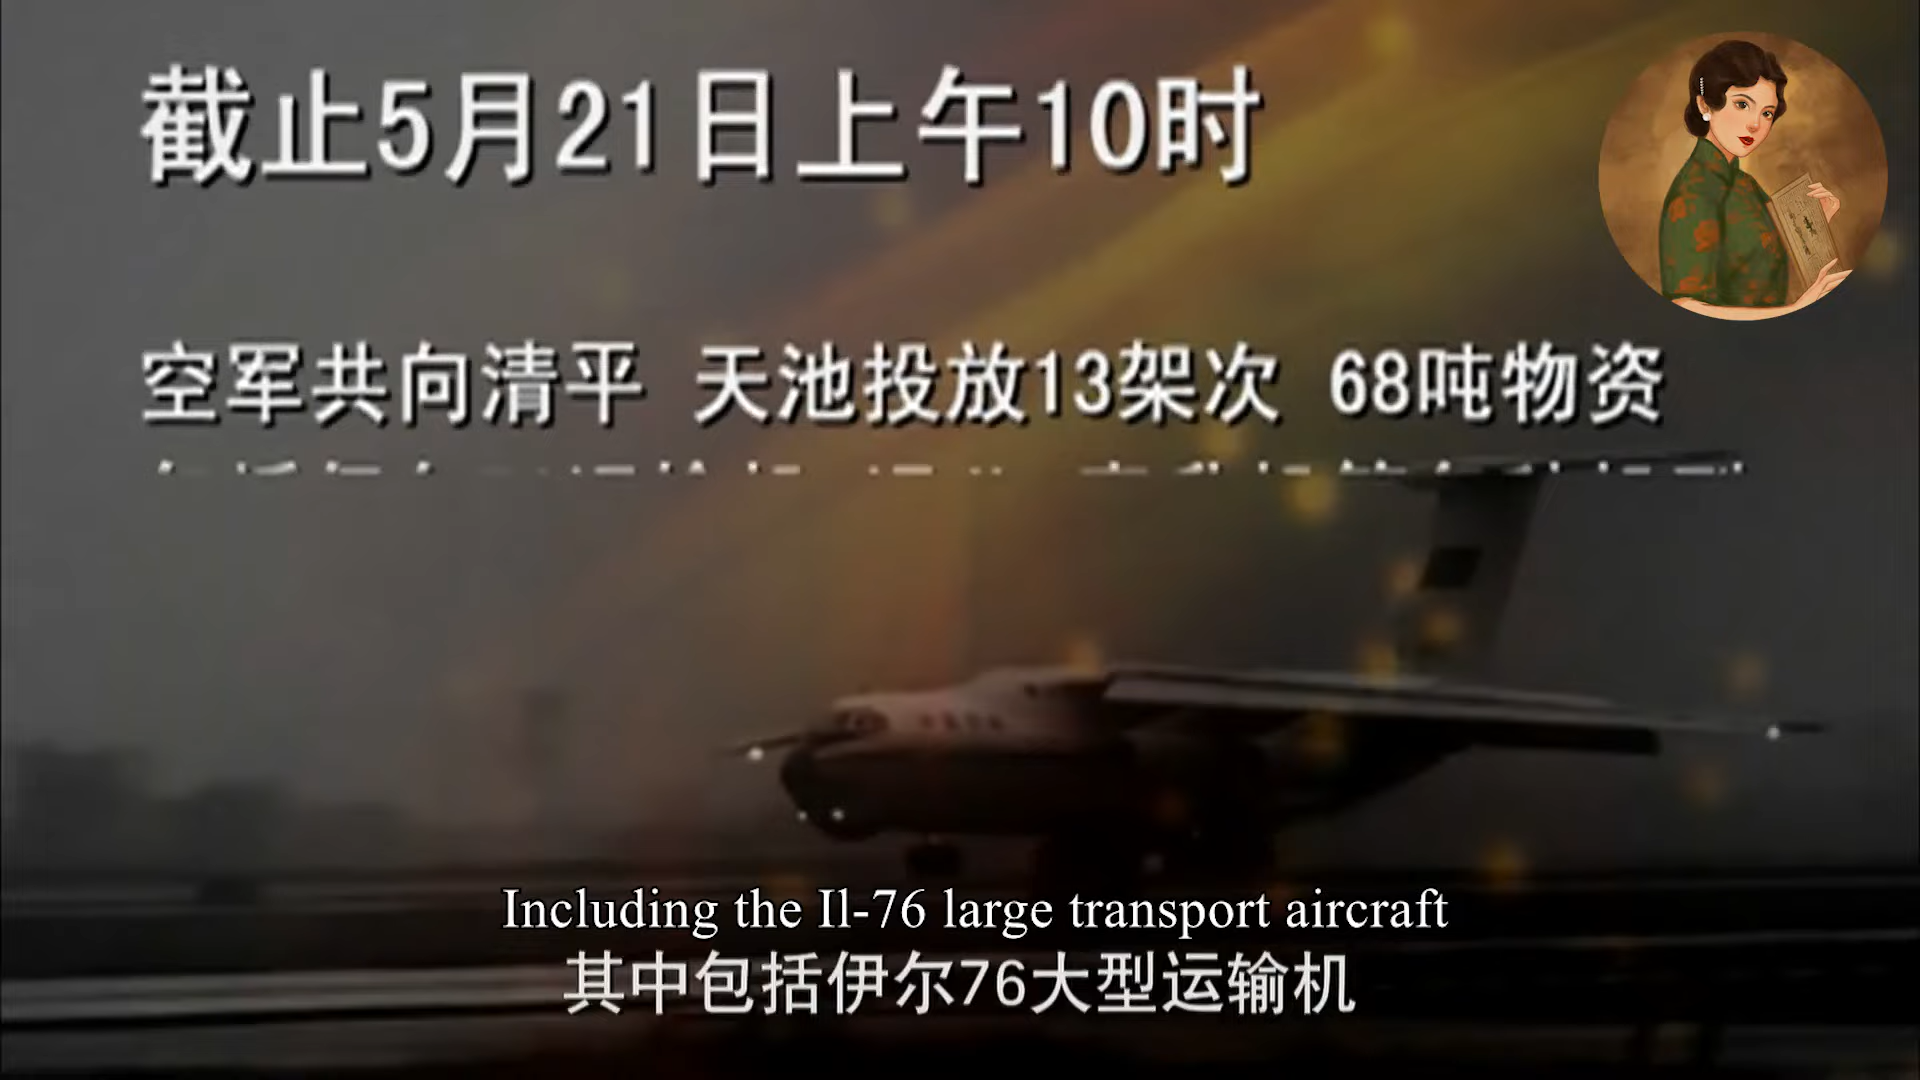 截止5月21日上午10时
空军共向清平 天池投放13架次 68吨物资
Including the Il-76 large transport aircraft
其中包括伊尔76大型运输机